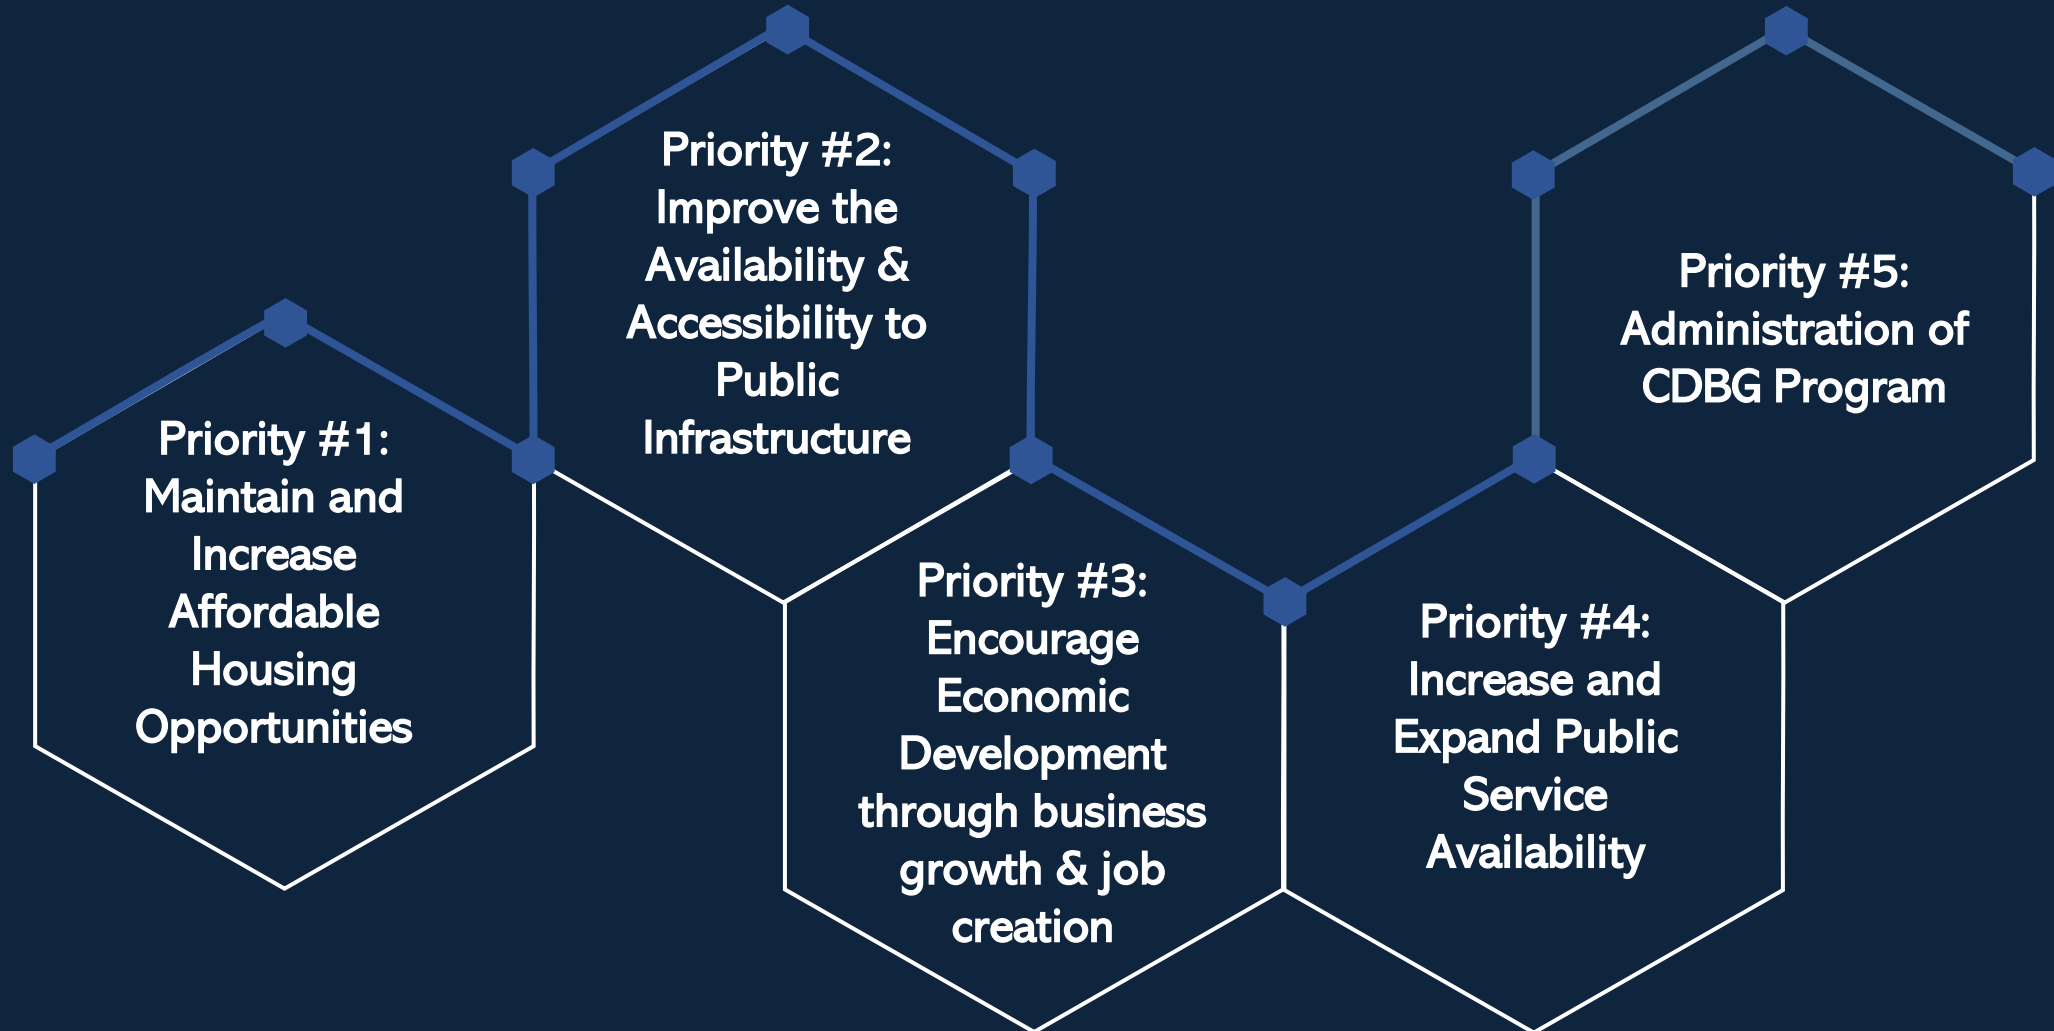 Priority #1:
Maintain and
Increase
Affordable
Housing
Opportunities
Priority #2:
Improve the
Availability &
Accessibility to
Public
Infrastructure
Priority #3:
Encourage
Economic
Development
through business
growth & job
creation
Priority #4:
Increase and
Expand Public
Service
Availability
Priority #5:
Administration of
CDBG Program